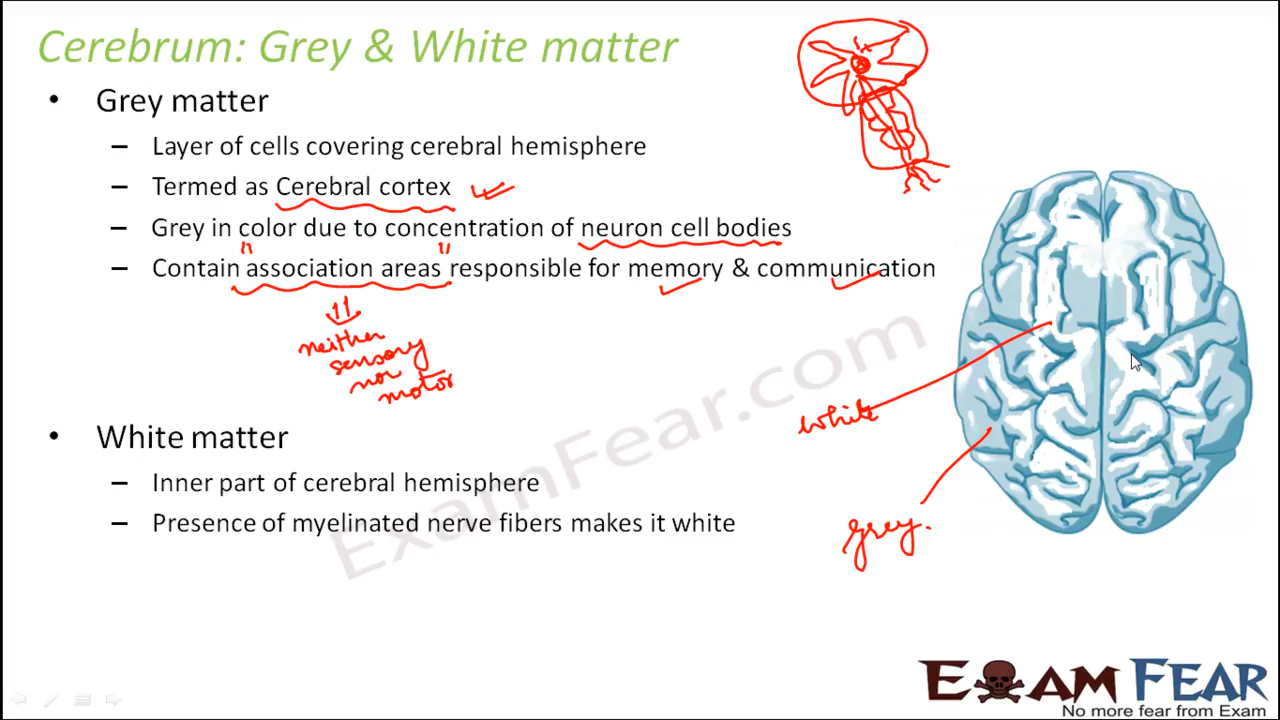 Cerebrum: Grey & White matter
• Grey matter
– Layer of cells covering cerebral hemisphere
– Termed as Cerebral cortex
– Grey in color due to concentration of neuron cell bodies
– Contain association areas responsible for memory & communication
neither
sensory
nor
motor
• White matter
– Inner part of cerebral hemisphere
– Presence of myelinated nerve fibers makes it white
white
grey.
ExamFear.com
EXAM FEAR
No more fear from Exam